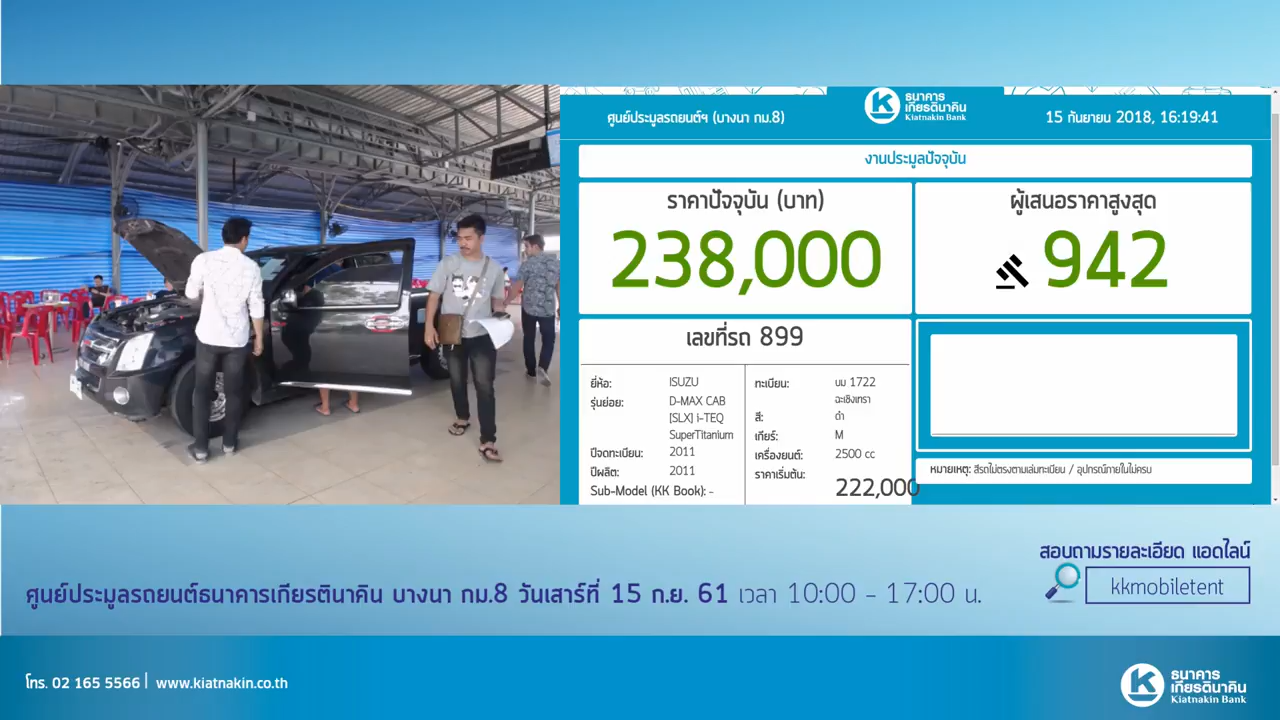 ศูนย์ประมูลรถยนต์ฯ (บางนา กม.8)
ธนาคาร
เกียรตินาคิน
Kiatnakin Bank
15 กันยายน 2018, 16:19:41
งานประมูลปัจจุบัน
ราคาปัจจุบัน (บาท)
238,000
ผู้เสนอราคาสูงสุด
942
เลขที่รถ 899
ยี่ห้อ: ISUZU
รุ่นย่อย: D-MAX CAB
[SLX] i-TEQ
SuperTitanium
ปีจดทะเบียน: 2011
ปีผลิต: 2011
Sub-Model (KK Book): -
ทะเบียน: บม 1722
ฉะเชิงเทรา
สี: ดำ
เกียร์: M
เครื่องยนต์: 2500 cc
ราคาเริ่มต้น:
222,000
หมายเหตุ: สีรถไม่ตรงตามเล่มทะเบียน / อุปกรณ์ภายในไม่ครบ
สอบถามรายละเอียด แอดไลน์
kkmobiletent
ศูนย์ประมูลรถยนต์ธนาคารเกียรตินาคิน บางนา กม.8 วันเสาร์ที่ 15 ก.ย. 61 เวลา 10:00 - 17:00 น.
โทร. 02 165 5566 | www.kiatnakin.co.th
ธนาคาร
เกียรตินาคิน
Kiatnakin Bank